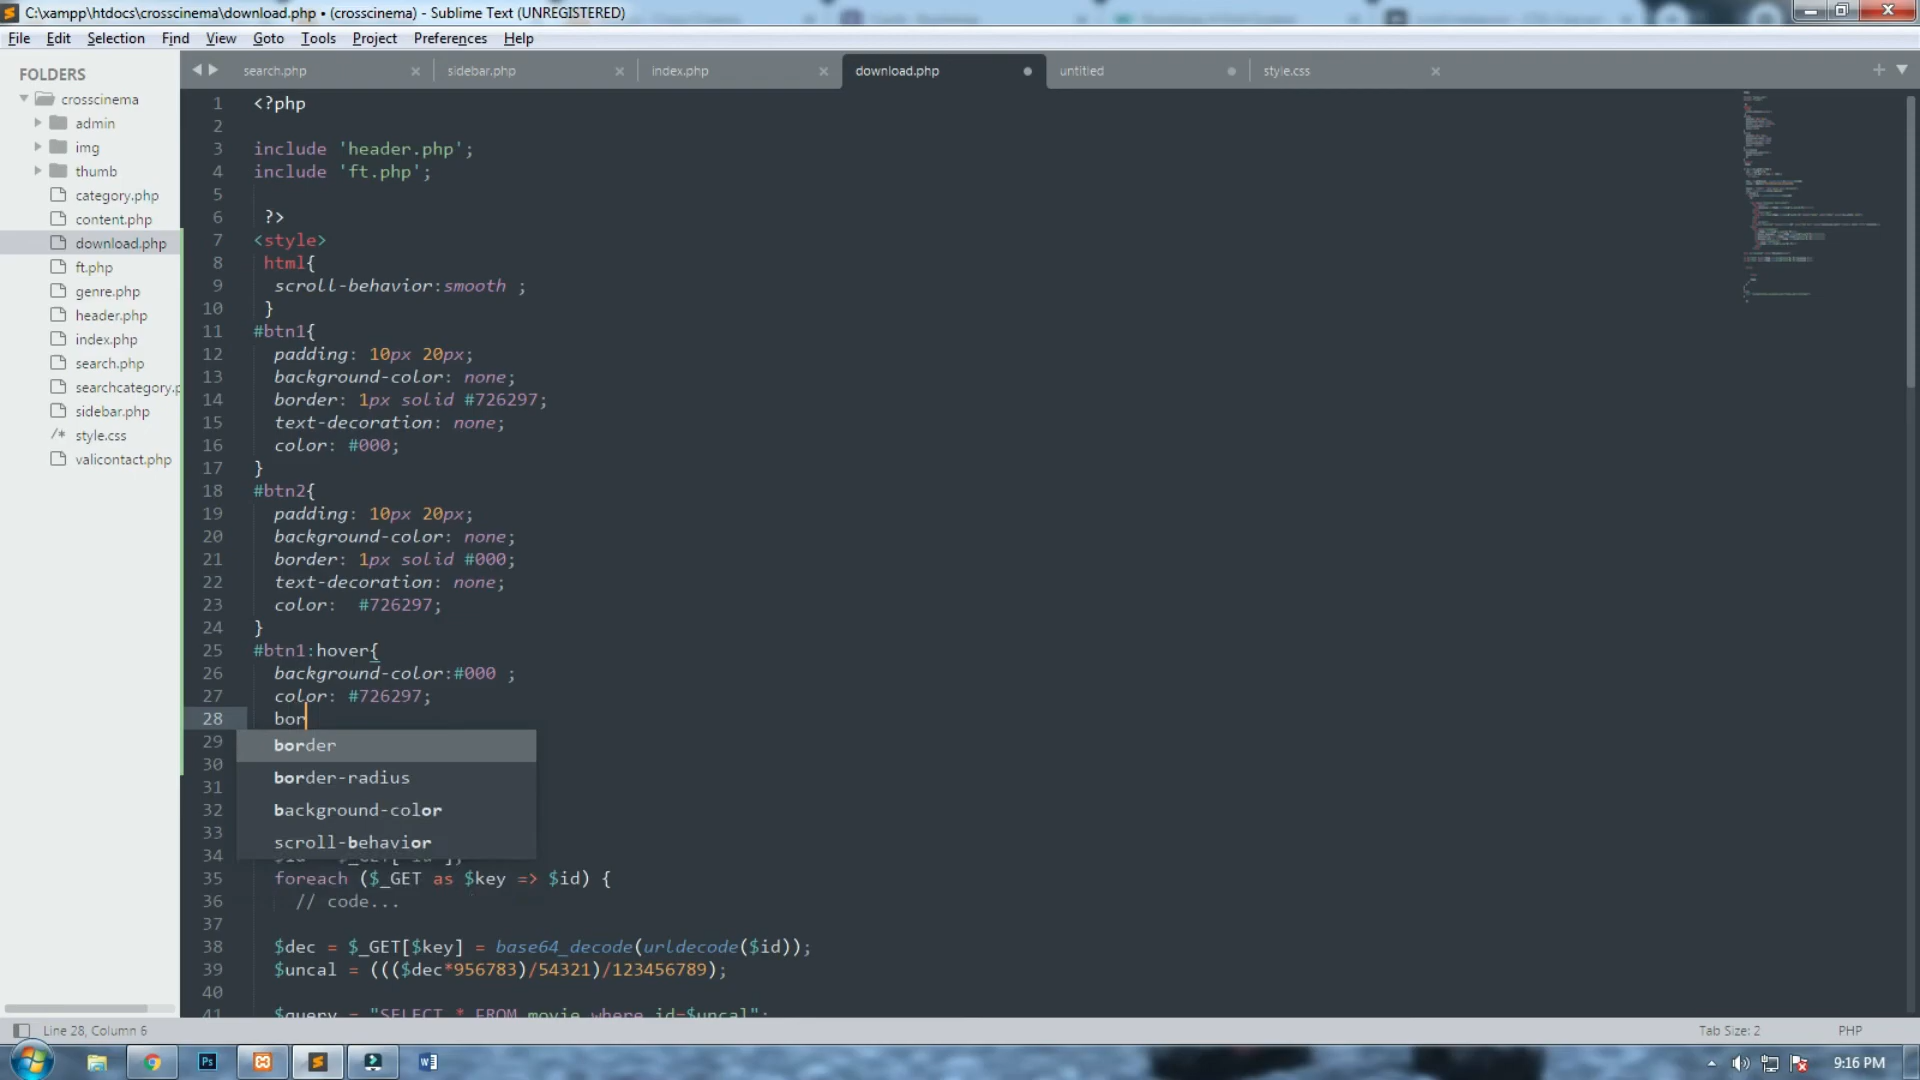 C:\xampp\htdocs\crosscinema\download.php • (crosscinema) - Sublime Text (UNREGISTERED)
File Edit Selection Find View Goto Tools Project Preferences Help
FOLDERS
crosscinema
admin
img
thumb
category.php
content.php
download.php
ft.php
genre.php
header.php
index.php
search.php
searchcategory.p
sidebar.php
/* style.css
valicontact.php
search.php sidebar.php index.php download.php untitled style.css
1 <?php
2
3 include 'header.php';
4 include 'ft.php';
5
6 ?>
7 <style>
8 html{
9 scroll-behavior:smooth ;
10 }
11 #btn1{
12 padding: 10px 20px;
13 background-color: none;
14 border: 1px solid #726297;
15 text-decoration: none;
16 color: #000;
17 }
18 #btn2{
19 padding: 10px 20px;
20 background-color: none;
21 border: 1px solid #000;
22 text-decoration: none;
23 color:  #726297;
24 }
25 #btn1:hover{
26 background-color:#000 ;
27 color: #726297;
28 bor
29 border
30
31 border-radius
32 background-color
33 scroll-behavior
34
35 foreach ($_GET as $key => $id) {
36 // code...
37
38 $dec = $_GET[$key] = base64_decode(urldecode($id));
39 $uncal = ((($dec*956783)/54321)/123456789);
40
41 $query = "SELECT * FROM movie where id=$uncal";
Line 28, Column 6 Tab Size: 2 PHP
Ps
9:16 PM